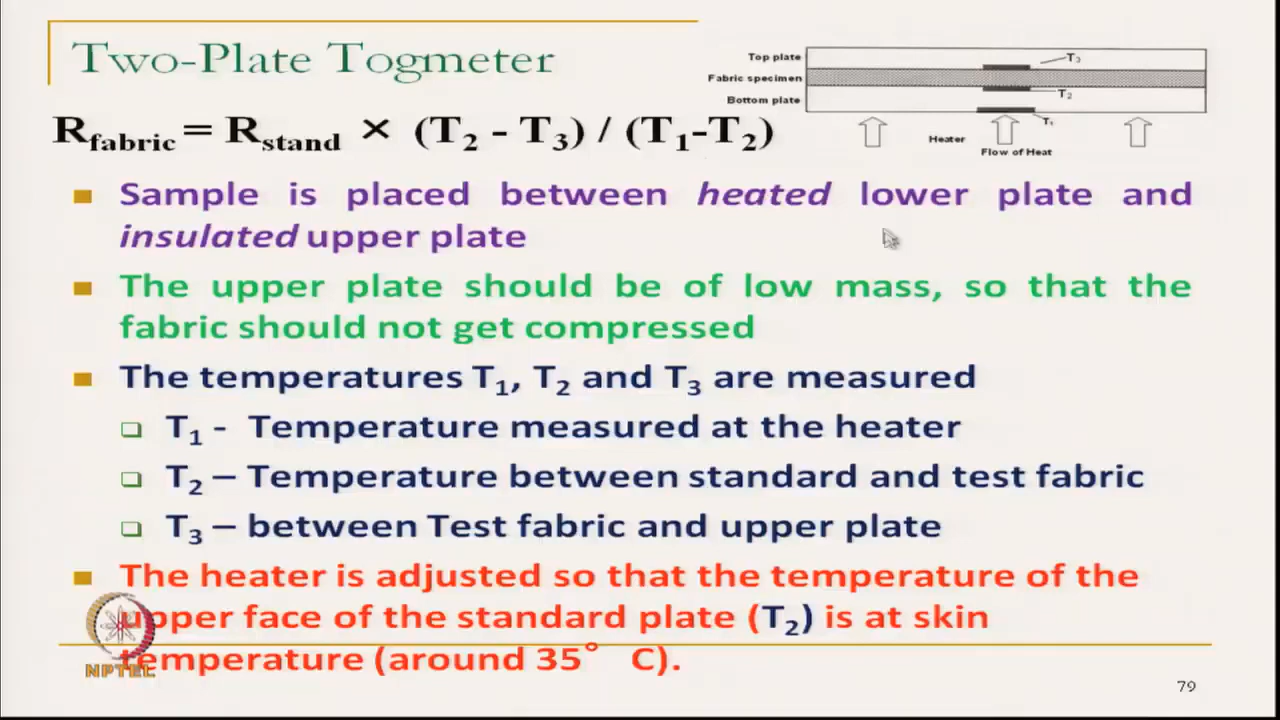 Two-Plate Togmeter
Top plate
T3
Fabric specimen
T2
Bottom plate
T1
Heater
Flow of Heat
Rfabric = Rstand × (T2 - T3) / (T1-T2)
Sample is placed between heated lower plate and
insulated upper plate
The upper plate should be of low mass, so that the
fabric should not get compressed
The temperatures T1, T2 and T3 are measured
T1 - Temperature measured at the heater
T2 – Temperature between standard and test fabric
T3 – between Test fabric and upper plate
The heater is adjusted so that the temperature of the
upper face of the standard plate (T2) is at skin
temperature (around 35° C).
NPTEL
79